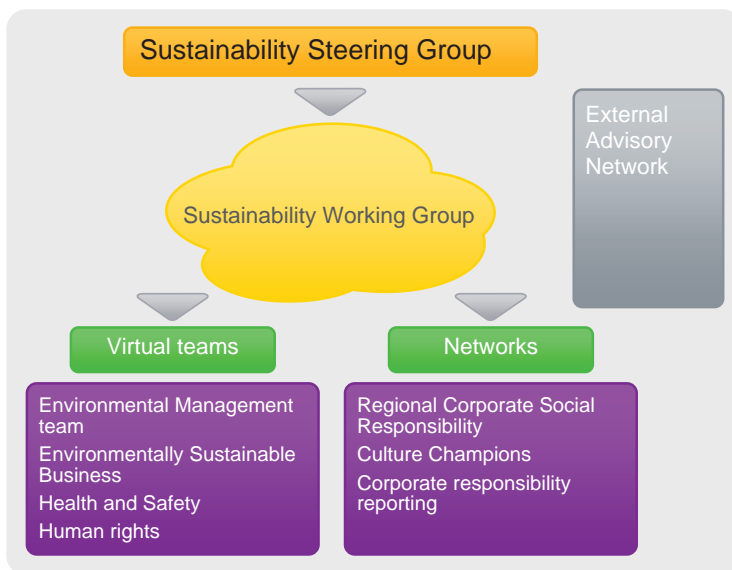 Sustainability Steering Group
External
Advisory
Network
Sustainability Working Group
Virtual teams
Networks
Environmental Management
team
Environmentally Sustainable
Business
Health and Safety
Human rights
Regional Corporate Social
Responsibility
Culture Champions
Corporate responsibility
reporting